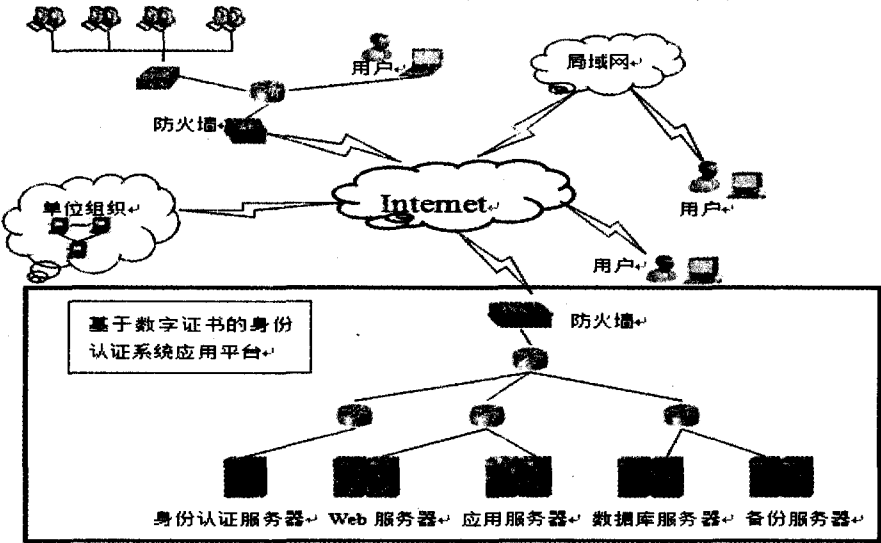 用户↵
局域网↵
防火墙↵
单位组织↵
Internet↵
用户↵
用户↵
防火墙↵
基于数字证书的身份
认证系统应用平台↵
身份认证服务器↵ Web 服务器↵ 应用服务器↵ 数据库服务器↵ 备份服务器↵